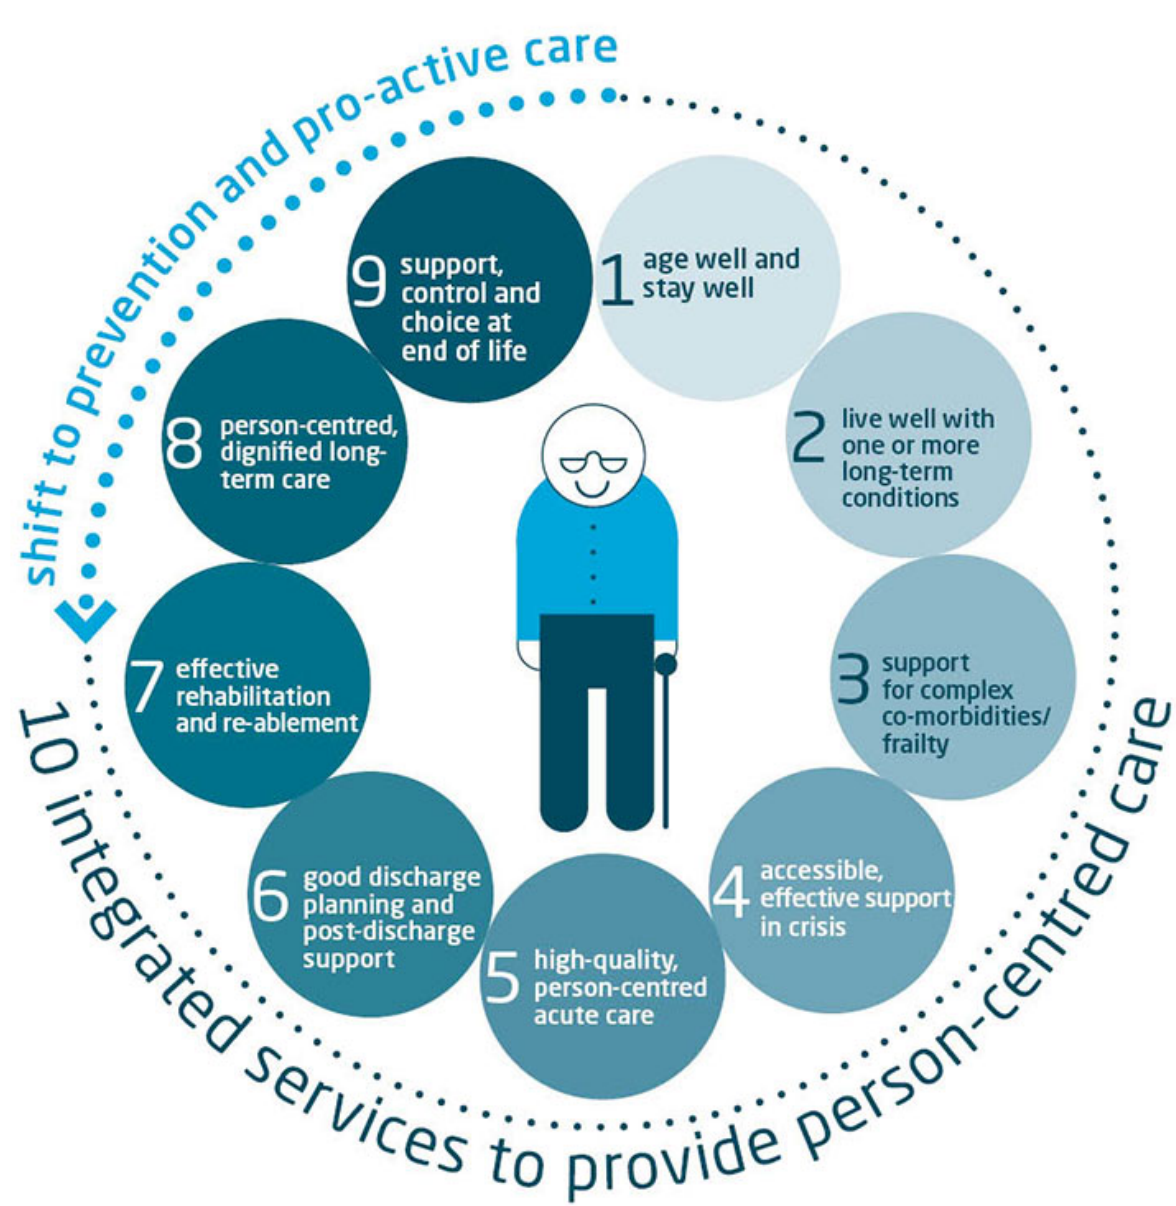 shift to prevention and pro-active care
1
age well and
stay well
2
live well with
one or more
long-term
conditions
3
support
for complex
co-morbidities/
frailty
4
accessible,
effective support
in crisis
5
high-quality,
person-centred
acute care
6
good discharge
planning and
post-discharge
support
7
effective
rehabilitation
and re-ablement
8
person-centred,
dignified long-
term care
9
support,
control and
choice at
end of life
10 integrated services to provide person-centred care